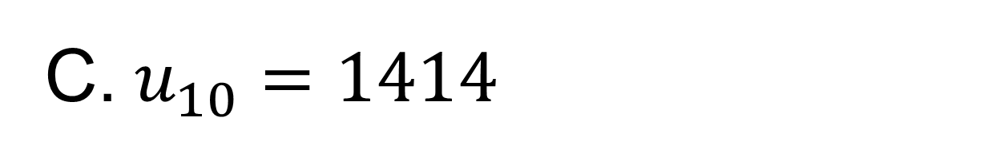 C. 𝑢₁₀ = 1414